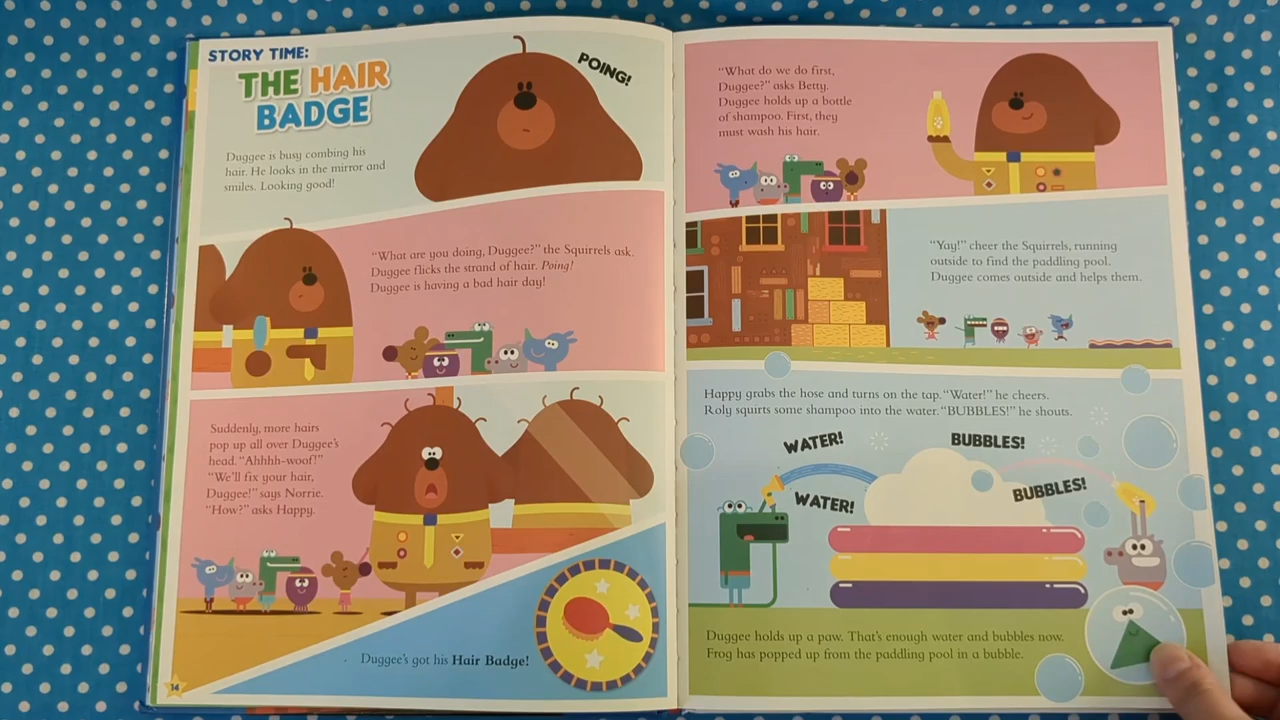 STORY TIME:
THE HAIR
BADGE
POING!
Duggee is busy combing his
hair. He looks in the mirror and
smiles. Looking good!
"What are you doing, Duggee?" the Squirrels ask.
Duggee flicks the strand of hair. Poing!
Duggee is having a bad hair day!
Suddenly, more hairs
pop up all over Duggee's
head. "Ahhhh-woof!"
"We'll fix your hair,
Duggee!" says Norrie.
"How?" asks Happy.
Duggee's got his Hair Badge!
14
"What do we do first,
Duggee?" asks Betty.
Duggee holds up a bottle
of shampoo. First, they
must wash his hair.
"Yay!" cheer the Squirrels, running
outside to find the paddling pool.
Duggee comes outside and helps them.
Happy grabs the hose and turns on the tap. "Water!" he cheers.
Roly squirts some shampoo into the water. "BUBBLES!" he shouts.
WATER!
BUBBLES!
WATER!
BUBBLES!
Duggee holds up a paw. That's enough water and bubbles now.
Frog has popped up from the paddling pool in a bubble.